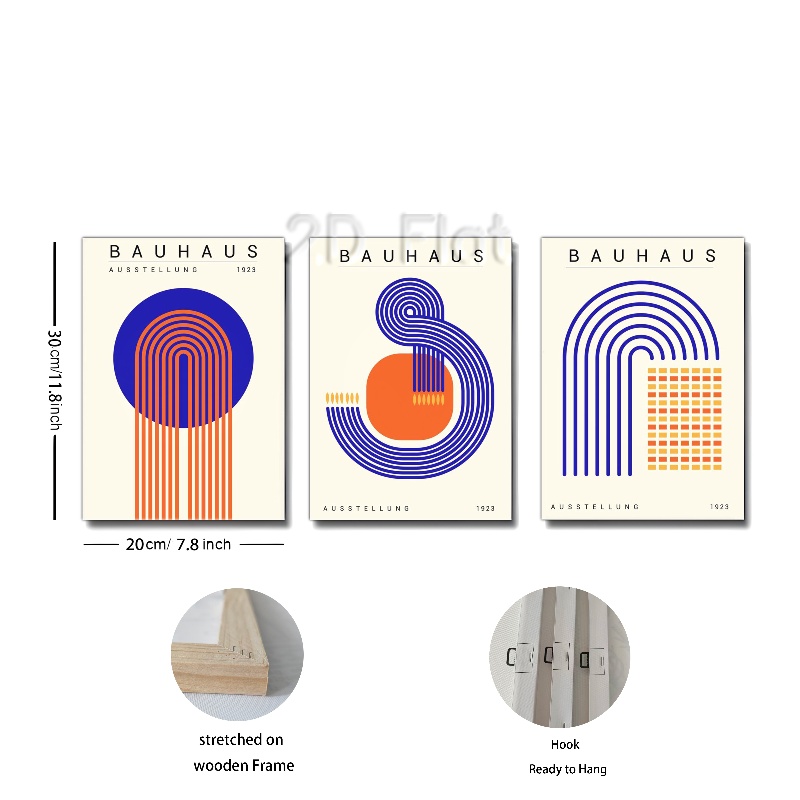 2D Flat
BAUHAUS
AUSSTELLUNG 1923
BAUHAUS
AUSSTELLUNG 1923
BAUHAUS
AUSSTELLUNG 1923
30cm/11.8inch
20cm/ 7.8 inch
stretched on
wooden Frame
Hook
Ready to Hang